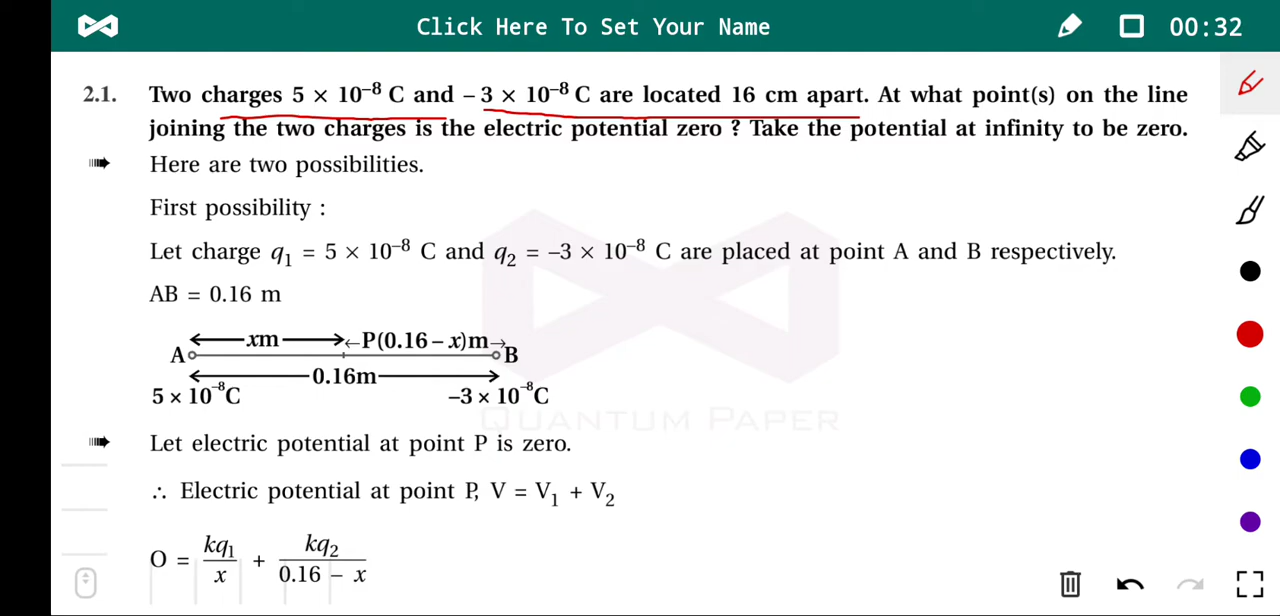 Click Here To Set Your Name
00:32
2.1. Two charges 5 × 10⁻⁸ C and – 3 × 10⁻⁸ C are located 16 cm apart. At what point(s) on the line
joining the two charges is the electric potential zero ? Take the potential at infinity to be zero.
Here are two possibilities.
First possibility :
Let charge q₁ = 5 × 10⁻⁸ C and q₂ = –3 × 10⁻⁸ C are placed at point A and B respectively.
AB = 0.16 m
xm P(0.16 – x)m
A B
0.16m
5 × 10⁻⁸C –3 × 10⁻⁸C
QUANTUM PAPER
Let electric potential at point P is zero.
∴ Electric potential at point P, V = V₁ + V₂
O = kq₁/x + kq₂/(0.16 – x)